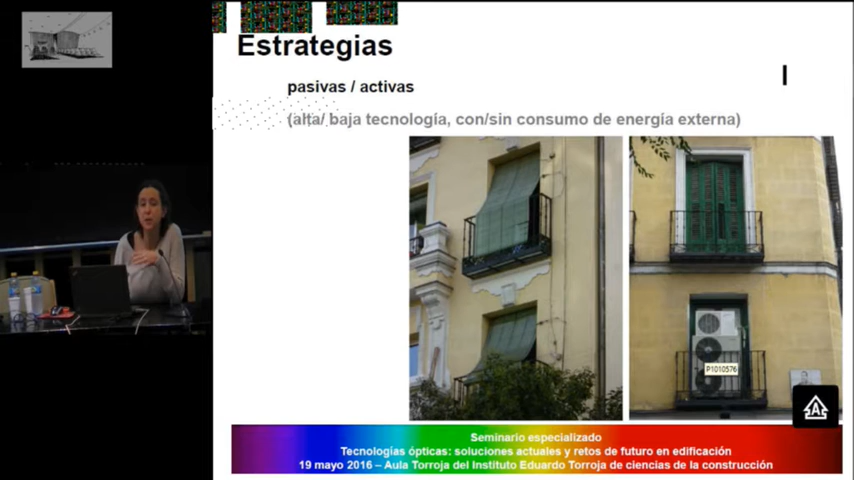 Estrategias
pasivas / activas
(alta/ baja tecnología, con/sin consumo de energía externa)
P1010576
A
Seminario especializado
Tecnologías ópticas: soluciones actuales y retos de futuro en edificación
19 mayo 2016 – Aula Torroja del Instituto Eduardo Torroja de ciencias de la construcción